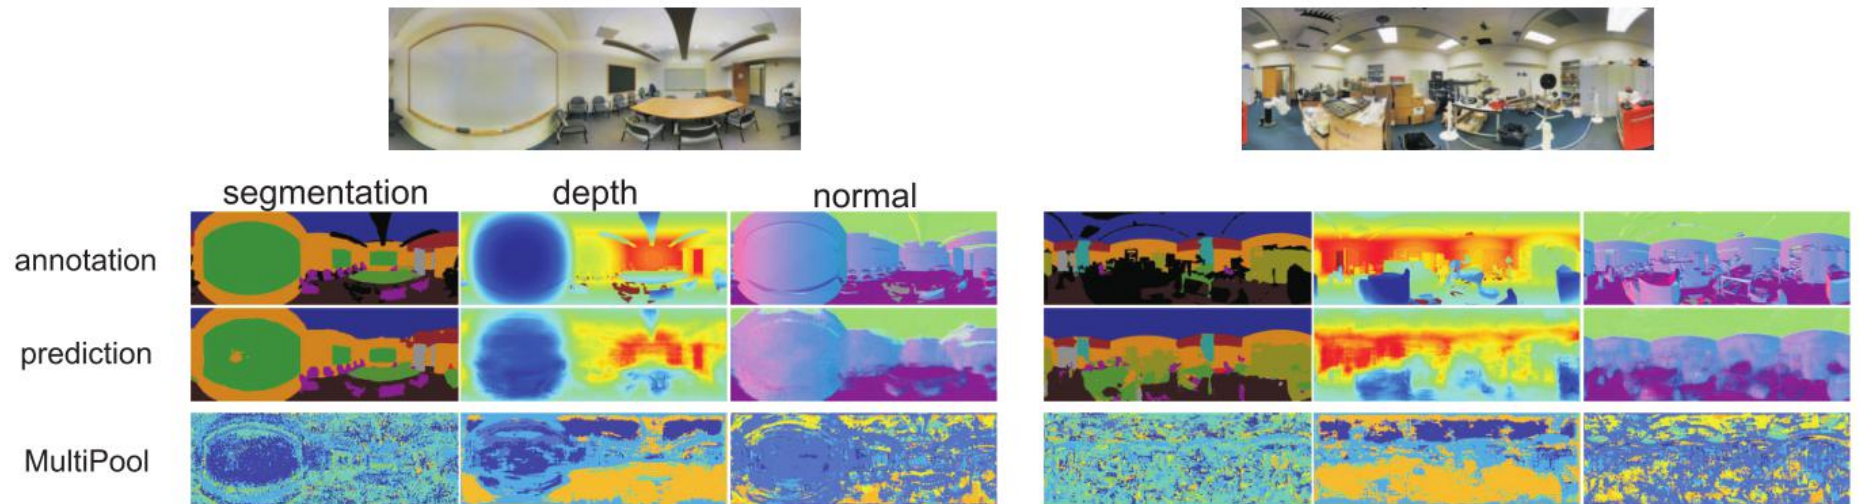 segmentation depth normal
annotation
prediction
MultiPool